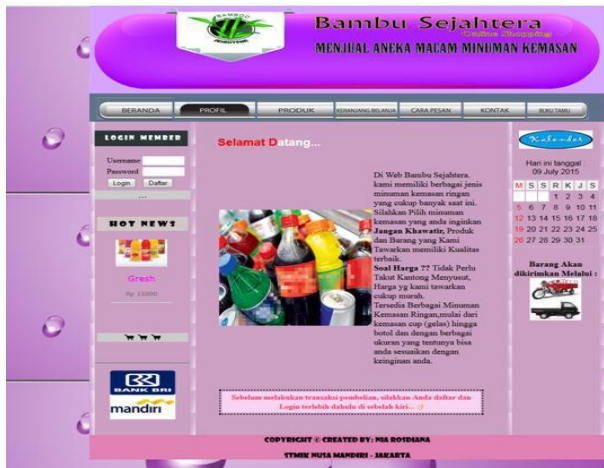 BAMBOO
Bambu Sejahtera
Online Shopping
MENJUAL ANEKA MACAM MINUMAN KEMASAN
BERANDA
PROFIL
PRODUK
KERANJANG BELANJA
CARA PESAN
KONTAK
BUKU TAMU
LOGIN MEMBER
Username
Password
Login
Daftar
HOT NEWS
Gresh
BANK BRI
mandiri
Selamat Datang...
Di Web Bambu Sejahtera,
kami memiliki berbagai jenis
minuman kemasan ringan
yang cukup banyak saat ini.
Silahkan Pilih minuman
kemasan yang anda inginkan
Jangan Khawatir, Produk
dan Barang yang Kami
Tawarkan memiliki Kualitas
terbaik.
Soal Harga ?? Tidak Perlu
Takut Kantong Menyusut,
Harga yg kami tawarkan
cukup murah.
Tersedia Berbagai Minuman
Kemasan Ringan,mulai dari
kemasan cup (gelas) hingga
botol dan dengan berbagai
ukuran yang tentunya bisa
anda sesuaikan dengan
keinginan anda.
Sebelum melakukan transaksi pembelian, silahkan Anda daftar dan
Login terlebih dahulu di sebelah kiri... :)
Kalender
Hari ini tanggal :
09 July 2015
M S S R K J S
1 2 3 4
5 6 7 8 9 10 11
12 13 14 15 16 17 18
19 20 21 22 23 24 25
26 27 28 29 30 31
Barang Akan
dikirimkan Melalui :
COPYRIGHT © CREATED BY: NIA ROSDIANA
STMIK NUSA MANDIRI - JAKARTA